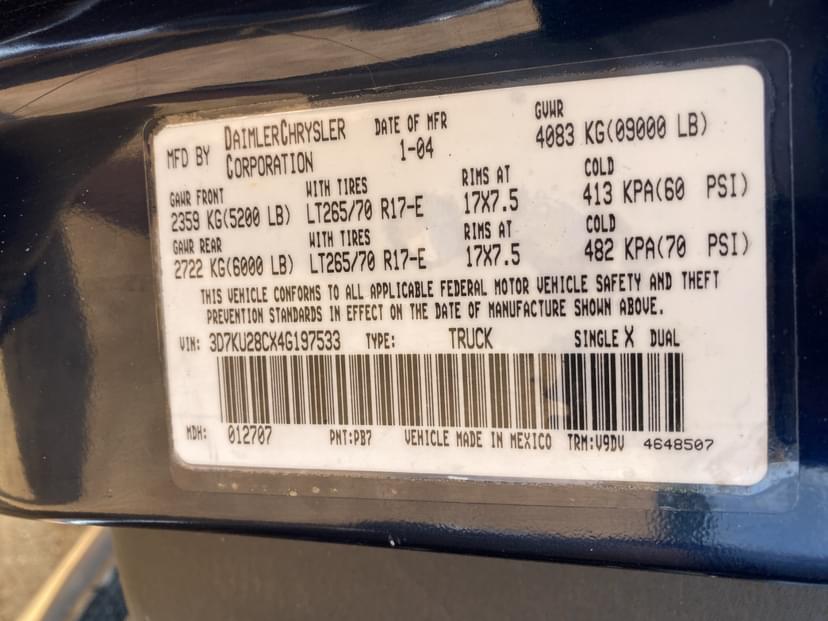 MFD BY DAIMLERCHRYSLER CORPORATION DATE OF MFR 1-04 GVWR 4083 KG(09000 LB)
GAWR FRONT WITH TIRES RIMS AT COLD
2359 KG(5200 LB) LT265/70 R17-E 17X7.5 413 KPA(60 PSI)
GAWR REAR WITH TIRES RIMS AT COLD
2722 KG(6000 LB) LT265/70 R17-E 17X7.5 482 KPA(70 PSI)
THIS VEHICLE CONFORMS TO ALL APPLICABLE FEDERAL MOTOR VEHICLE SAFETY AND THEFT
PREVENTION STANDARDS IN EFFECT ON THE DATE OF MANUFACTURE SHOWN ABOVE.
VIN: 3D7KU28CX4G197533 TYPE: TRUCK SINGLE X DUAL
MDH: 012707 PNT:PB7 VEHICLE MADE IN MEXICO TRM:V9DV 4648507